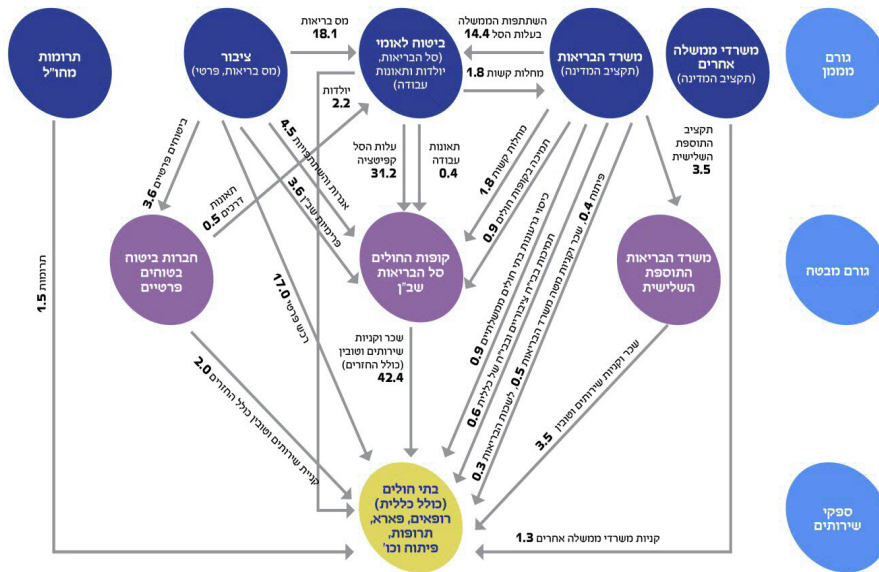 גורם
מממן
משרדי ממשלה
אחרים
(תקציב המדינה)
משרד הבריאות
(תקציב המדינה)
ביטוח לאומי
(סל הבריאות,
יולדות ותאונות
עבודה)
ציבור
(מס בריאות, פרטי)
תרומות
מחו"ל
השתתפות הממשלה
בעלות הסל 14.4
מחלות קשות 1.8
מס בריאות
18.1
יולדות
2.2
תקציב
התוספת
השלישית
3.5
תאונות
עבודה
0.4
עלות הסל
קפיטציה
31.2
מחלות קשות 1.8
תמיכה בקופות חולים 0.9
אגרות והשתתפויות 4.5
פרימיות שב"ן 3.6
ביטוחים פרטיים 3.6
תאונות
דרכים 0.5
גורם מבטח
משרד הבריאות
התוספת
השלישית
קופות החולים
סל הבריאות
שב"ן
חברות ביטוח
בטוחים
פרטיים
כיסוי גרעונות בתי חולים ממשלתיים 0.9
תמיכות בבי"ח ציבוריים ובבי"ח של כללית 0.6
פיתוח 0.4, שכר וקניות מטה משרד הבריאות 0.5, לשכות הבריאות 0.3
שכר וקניות שירותים וטובין 3.5
שכר וקניות
שירותים וטובין
(כולל החזרים)
42.4
רכש פרטי 17.0
קניית שירותים וטובין כולל החזרים 2.0
תרומות 1.5
ספקי
שירותים
בתי חולים
(כולל כללית)
רופאים, פארא,
תרופות,
פיתוח וכו'
קניות משרדי ממשלה אחרים 1.3